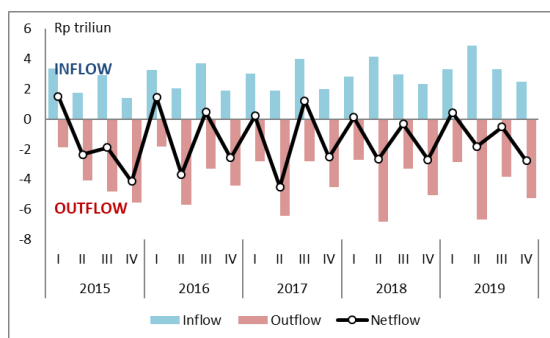 Rp triliun
6
4
2
0
-2
-4
-6
-8
INFLOW
OUTFLOW
I II III IV I II III IV I II III IV I II III IV I II III IV
2015 2016 2017 2018 2019
Inflow Outflow Netflow